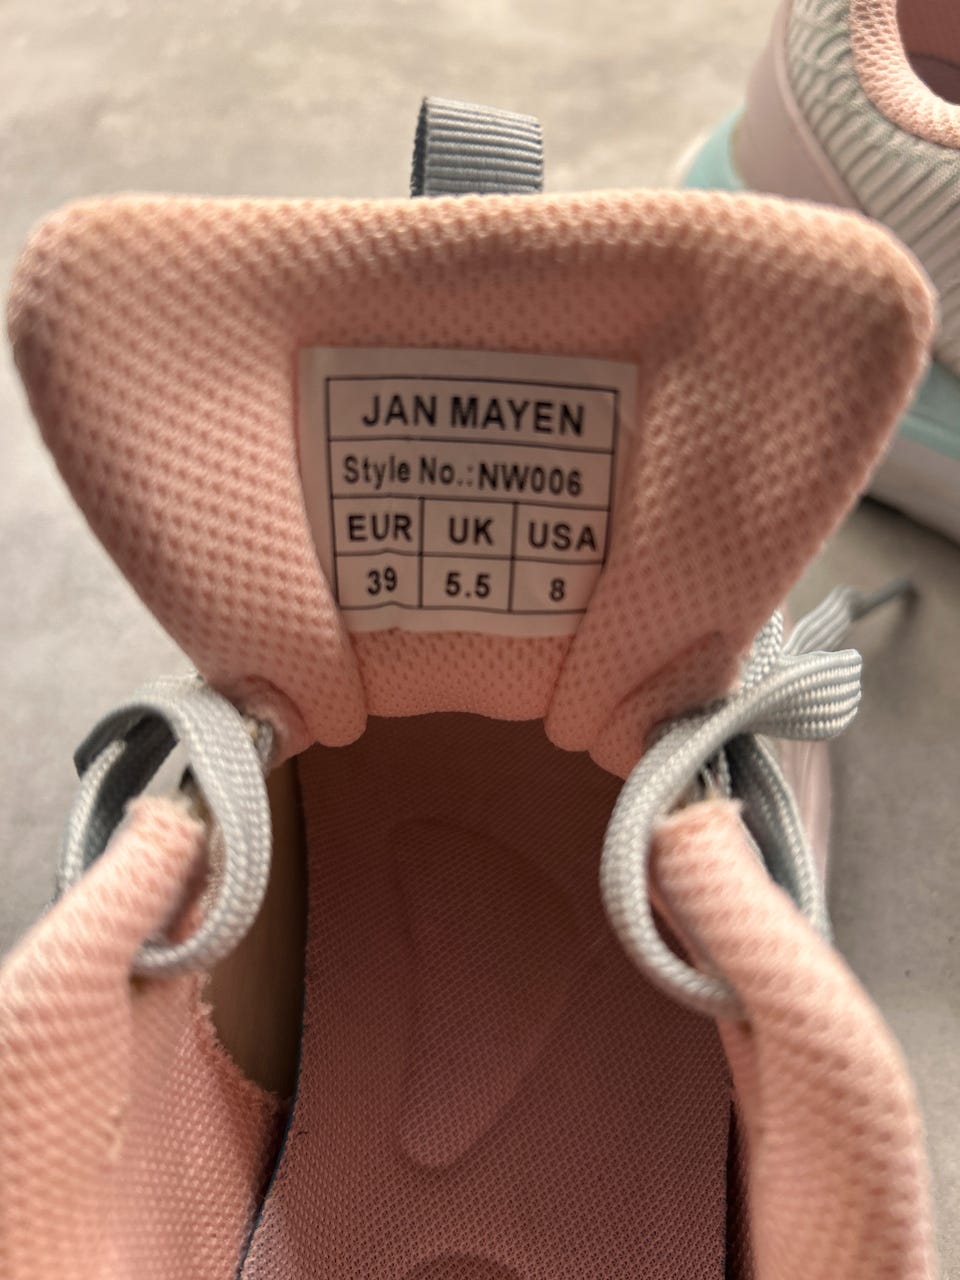 JAN MAYEN
Style No.:NW006
EUR UK USA
39 5.5 8